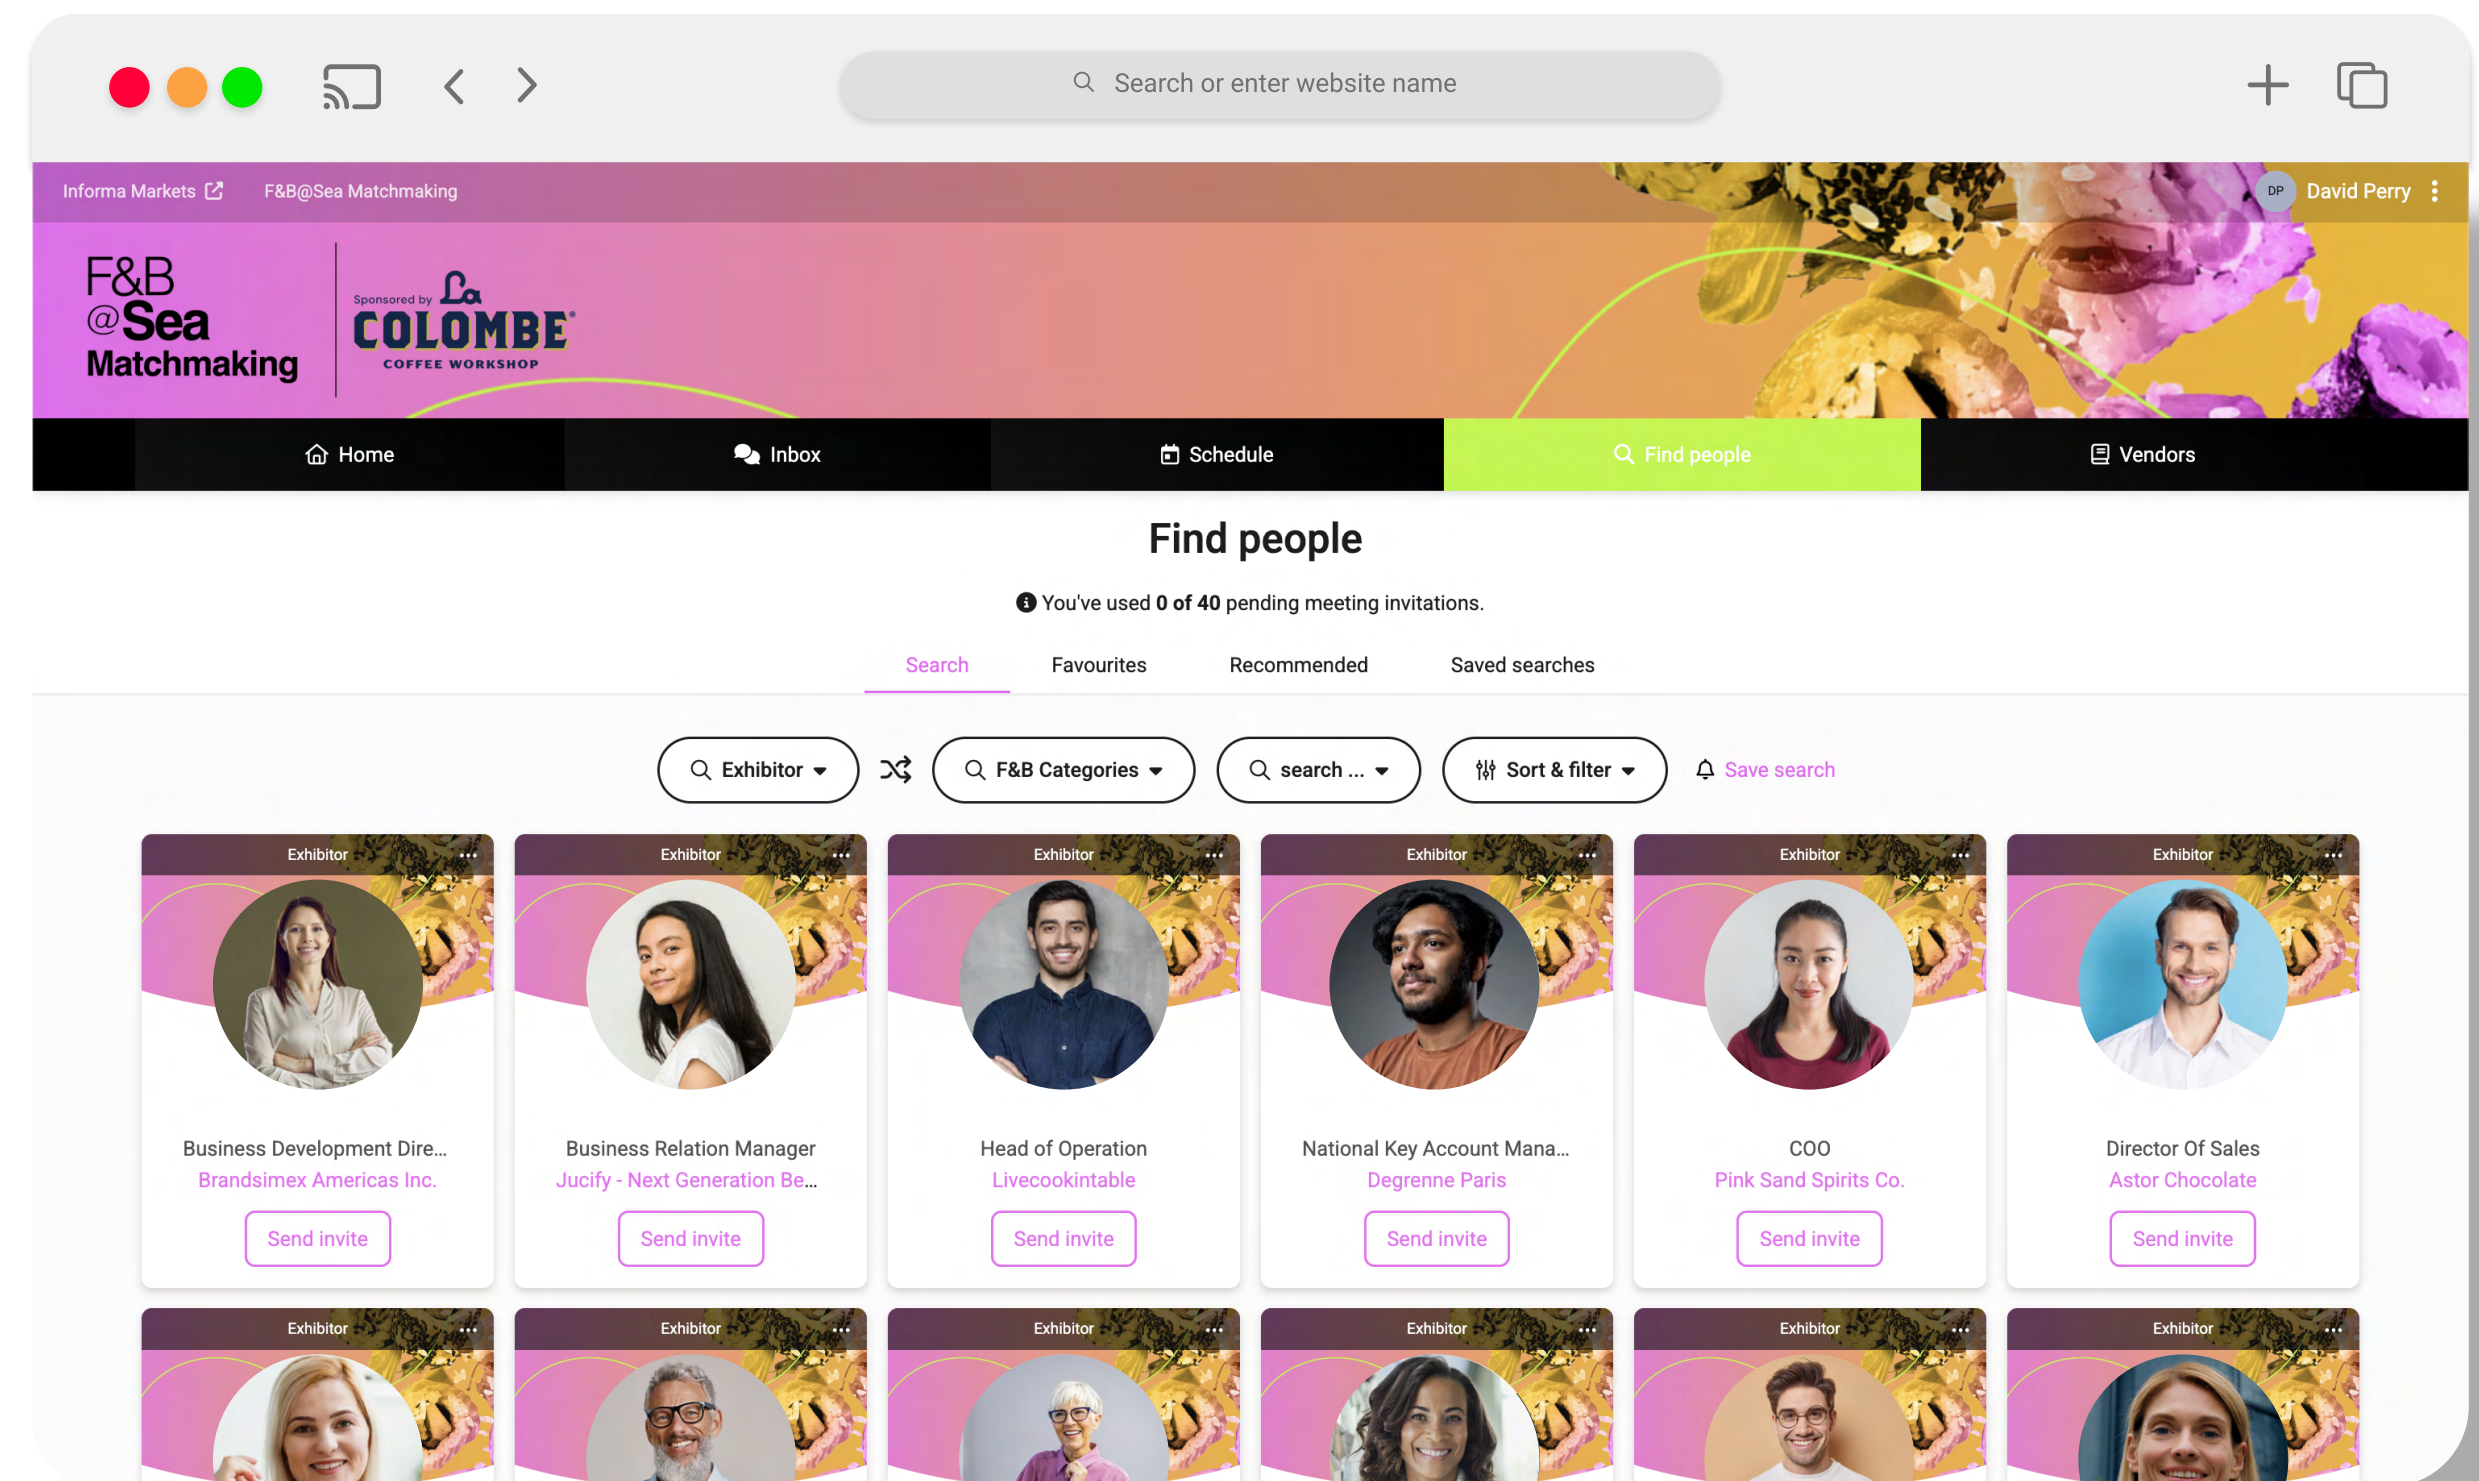 Search or enter website name
Informa Markets
F&B@Sea Matchmaking
DP
David Perry
F&B
@Sea
Matchmaking
Sponsored by La
COLOMBE®
COFFEE WORKSHOP
Home
Inbox
Schedule
Find people
Vendors
Find people
You've used 0 of 40 pending meeting invitations.
Search
Favourites
Recommended
Saved searches
Exhibitor
F&B Categories
search ...
Sort & filter
Save search
Exhibitor
Business Development Dire...
Brandsimex Americas Inc.
Send invite
Exhibitor
Business Relation Manager
Jucify - Next Generation Be...
Send invite
Exhibitor
Head of Operation
Livecookintable
Send invite
Exhibitor
National Key Account Mana...
Degrenne Paris
Send invite
Exhibitor
COO
Pink Sand Spirits Co.
Send invite
Exhibitor
Director Of Sales
Astor Chocolate
Send invite
Exhibitor
Exhibitor
Exhibitor
Exhibitor
Exhibitor
Exhibitor